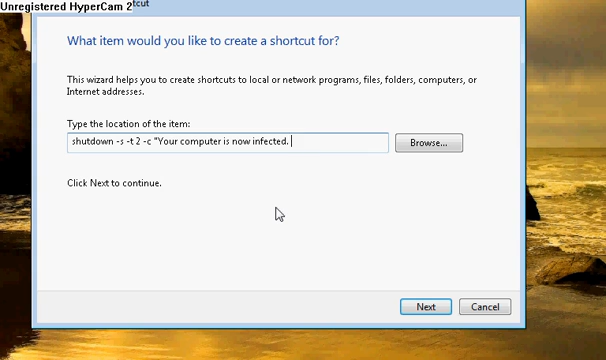 Unregistered HyperCam 2
tcut
What item would you like to create a shortcut for?
This wizard helps you to create shortcuts to local or network programs, files, folders, computers, or
Internet addresses.
Type the location of the item:
shutdown -s -t 2 -c "Your computer is now infected.
Browse...
Click Next to continue.
Next
Cancel